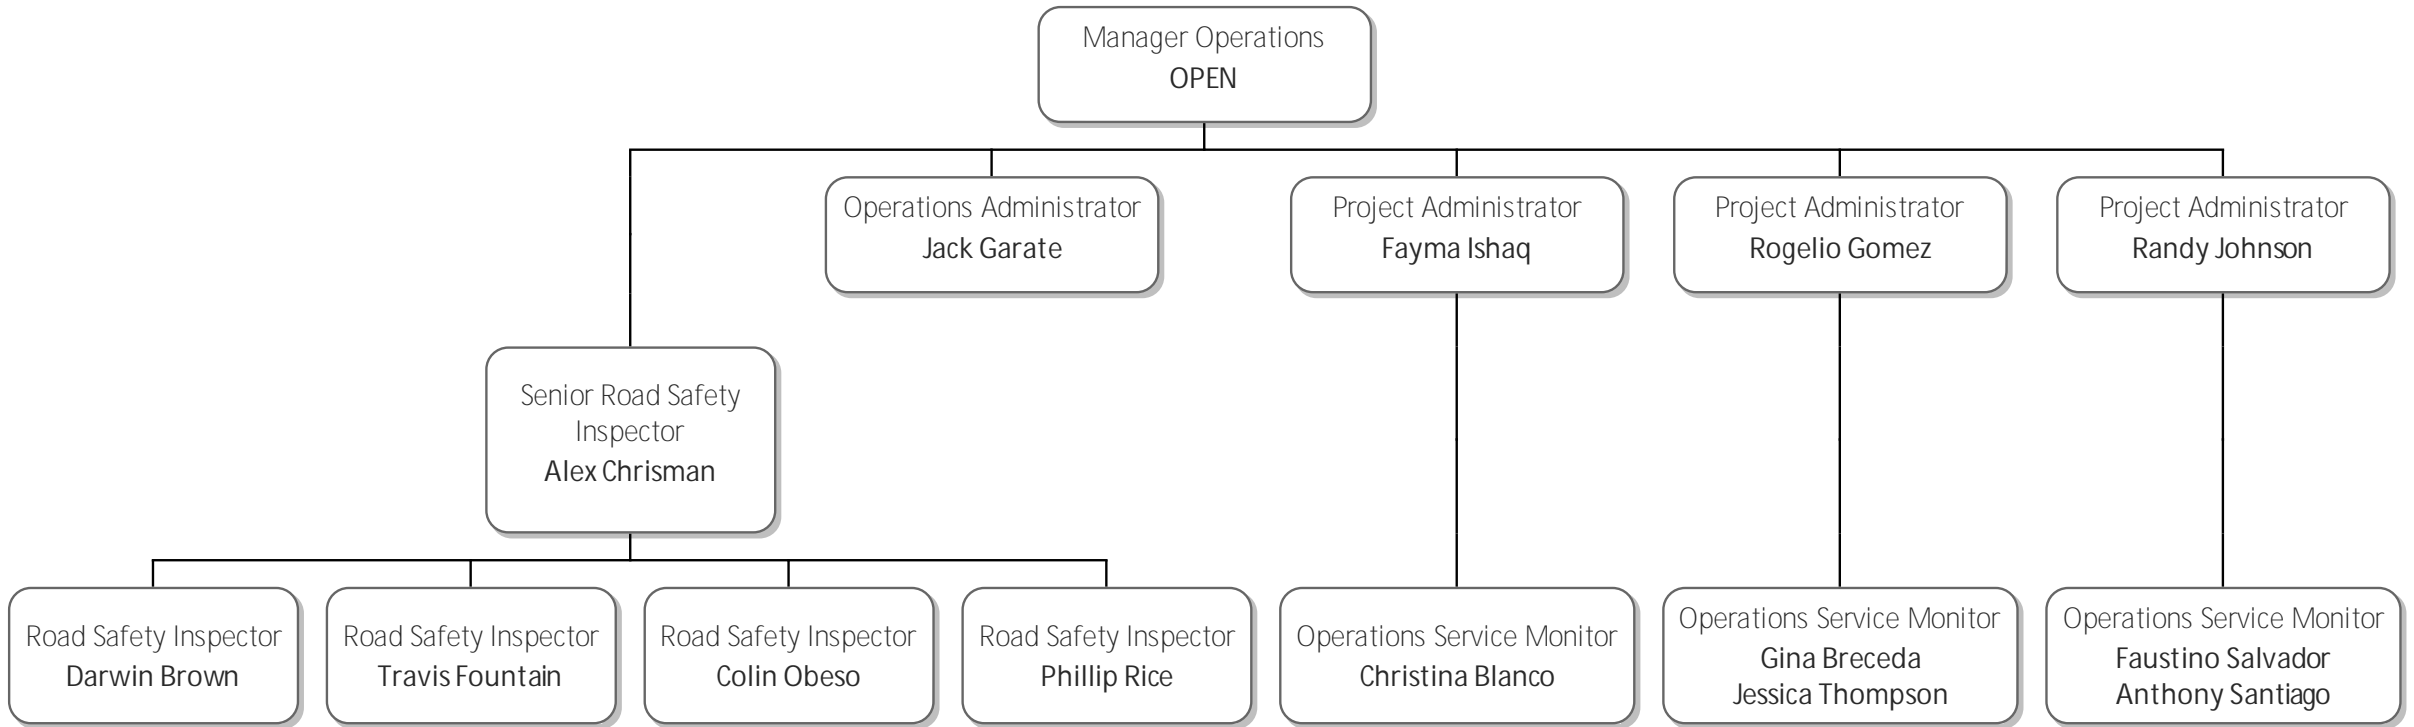 Manager Operations
OPEN
Operations Administrator
Jack Garate
Project Administrator
Fayma Ishaq
Project Administrator
Rogelio Gomez
Project Administrator
Randy Johnson
Senior Road Safety
Inspector
Alex Chrisman
Road Safety Inspector
Darwin Brown
Road Safety Inspector
Travis Fountain
Road Safety Inspector
Colin Obeso
Road Safety Inspector
Phillip Rice
Operations Service Monitor
Christina Blanco
Operations Service Monitor
Gina Breceda
Jessica Thompson
Operations Service Monitor
Faustino Salvador
Anthony Santiago